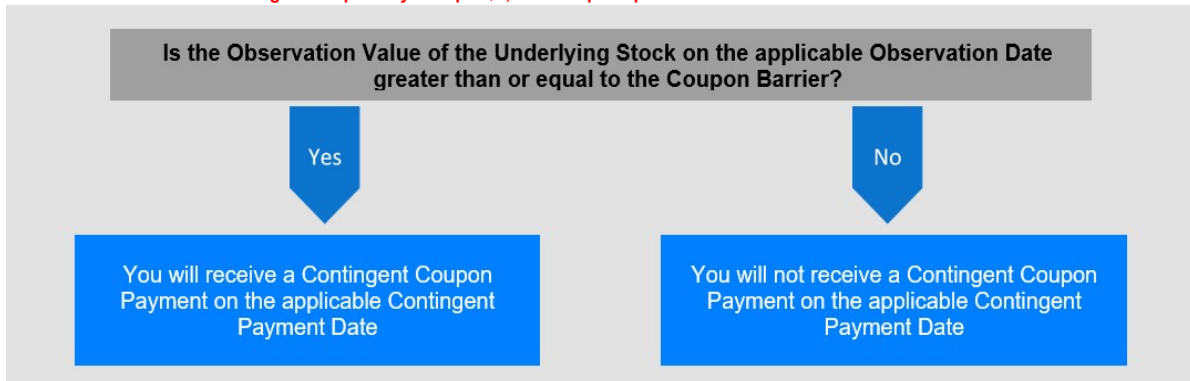 Is the Observation Value of the Underlying Stock on the applicable Observation Date
greater than or equal to the Coupon Barrier?
Yes
No
You will receive a Contingent Coupon
Payment on the applicable Contingent
Payment Date
You will not receive a Contingent Coupon
Payment on the applicable Contingent
Payment Date